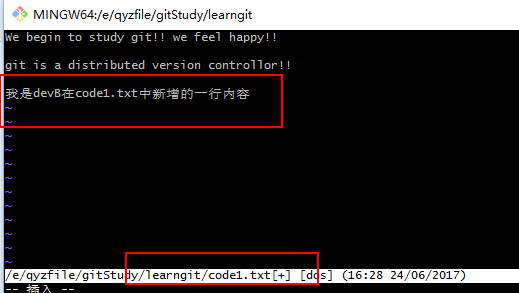 MINGW64:/e/qyzfile/gitStudy/learngit
We begin to study git!! we feel happy!!
git is a distributed version controllor!!
我是devB在code1.txt中新增的一行内容
~
~
~
~
~
~
~
~
~
~
~
~
/e/qyzfile/gitStudy/learngit/code1.txt[+] [dos] (16:28 24/06/2017)
-- 插入 --